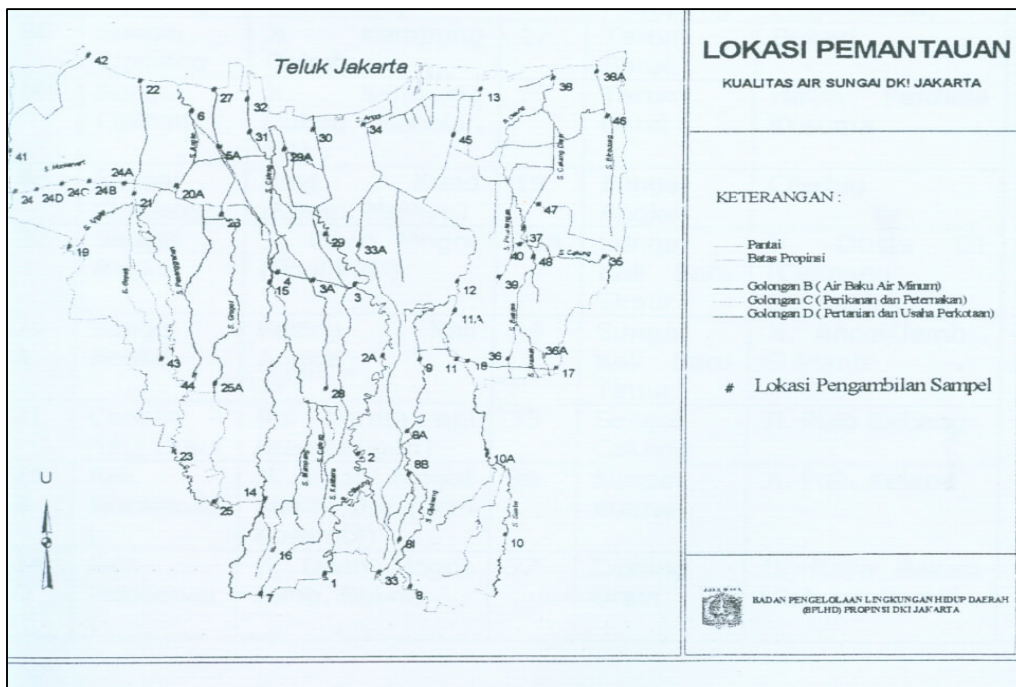 LOKASI PEMANTAUAN
KUALITAS AIR SUNGAI DKI JAKARTA
KETERANGAN :
Pantai
Batas Propinsi
Golongan B ( Air Baku Air Minum)
Golongan C ( Perikanan dan Peternakan)
Golongan D ( Pertanian dan Usaha Perkotaan)
# Lokasi Pengambilan Sampel
BADAN PENGELOLAAN LINGKUNGAN HIDUP DAERAH
(BPLHD) PROPINSI DKI JAKARTA
Teluk Jakarta
U
42
22
27
32
6
31
30
34
13
38
38A
46
45
41
5A
29A
24
24D
24C
24B
24A
21
20A
19
29
33A
47
37
40
48
35
39
15
4
3A
3
12
11A
43
44
25A
2A
9
11
18
36
36A
17
28
8A
2
8B
10A
23
25
14
10
16
8I
1
33
7
8
S. Cakung